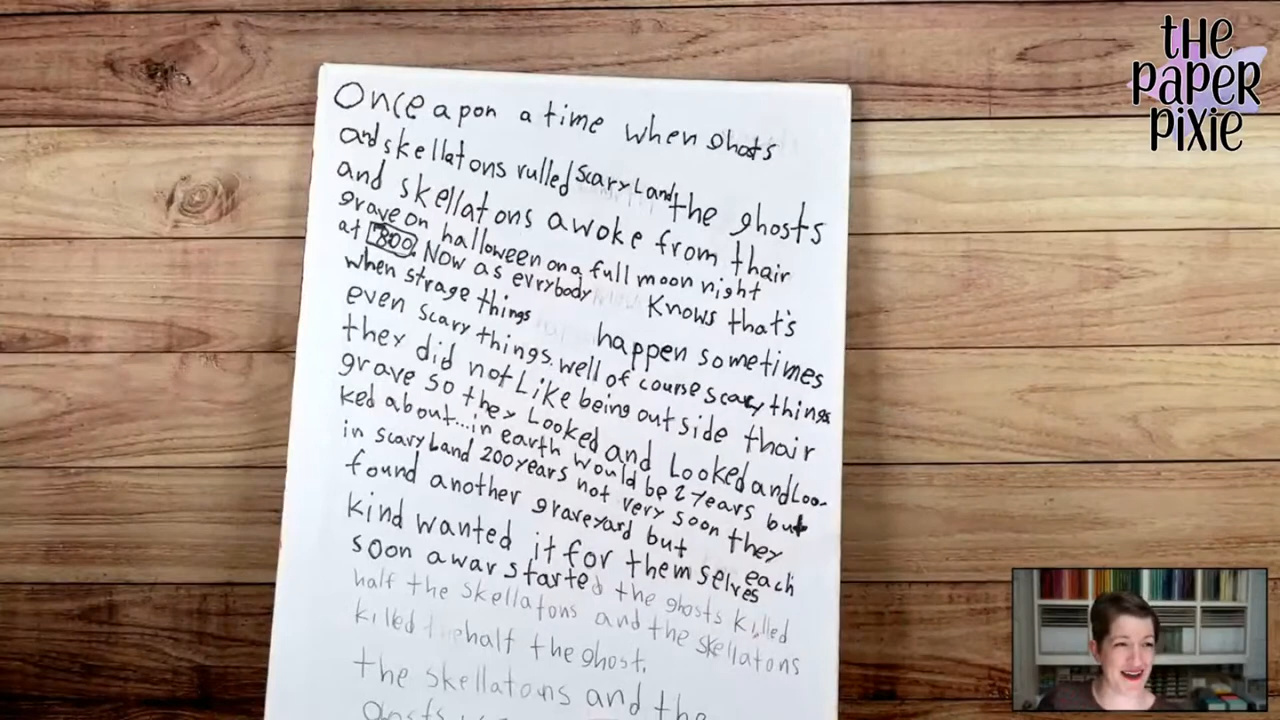 THE
PAPER
PIXIE
Once apon a time when ghosts
and skellatons rulled Scary Land the ghosts
and skellatons awoke from thair
grave on halloween on a full moon night
at 800. Now as evrybody Knows that's
when strage things happen sometimes
even scary things. well of course scary things
they did not Like being out side thair
grave so they Looked and Looked and Loo-
ked about...in earth would be 2 years but
in scary Land 200 years not very soon they
found another graveyard but each
kind wanted it for themselves
soon a war started the ghosts killed
half the skellatons and the skellatons
killed half the ghost.
the skellatons and the